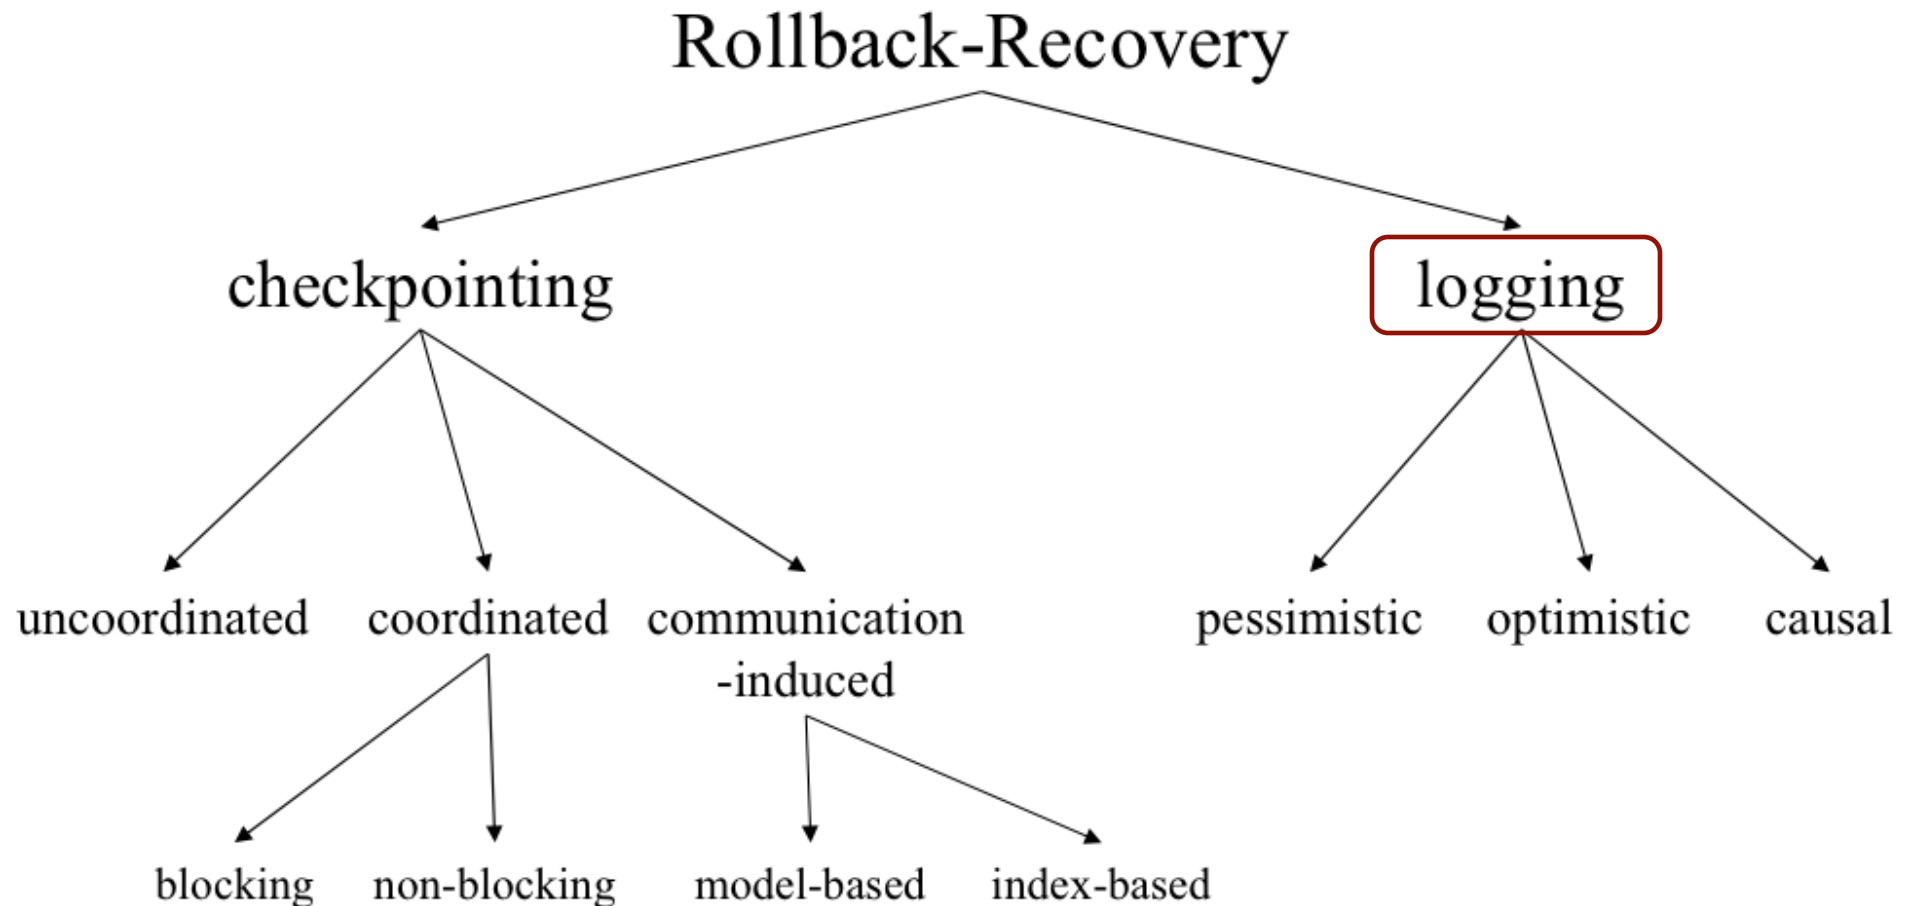 Rollback-Recovery
checkpointing
logging
uncoordinated
coordinated
communication
-induced
pessimistic
optimistic
causal
blocking
non-blocking
model-based
index-based